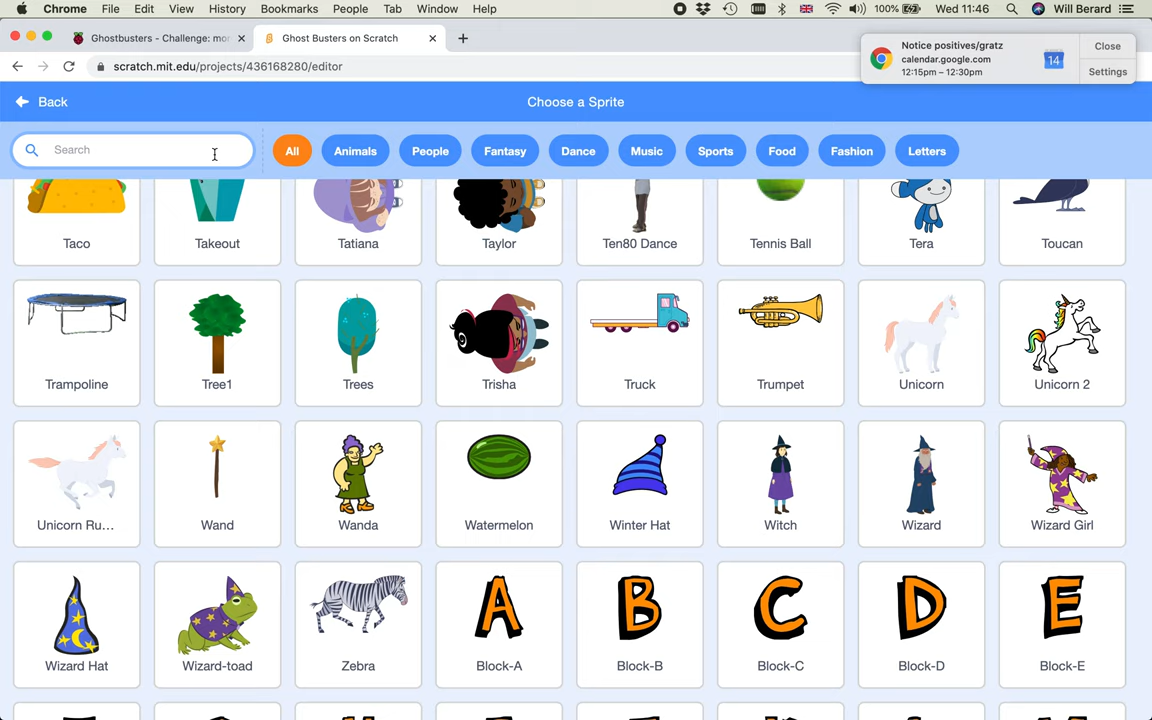 Chrome File Edit View History Bookmarks People Tab Window Help 100% Wed 11:46 Will Berard
Ghostbusters - Challenge: mor
Ghost Busters on Scratch
scratch.mit.edu/projects/436168280/editor
Notice positives/gratz
calendar.google.com
12:15pm – 12:30pm
14
Close
Settings
Back
Choose a Sprite
Search
All Animals People Fantasy Dance Music Sports Food Fashion Letters
Taco Takeout Tatiana Taylor Ten80 Dance Tennis Ball Tera Toucan
Trampoline Tree1 Trees Trisha Truck Trumpet Unicorn Unicorn 2
Unicorn Ru... Wand Wanda Watermelon Winter Hat Witch Wizard Wizard Girl
A B C D E
Wizard Hat Wizard-toad Zebra Block-A Block-B Block-C Block-D Block-E